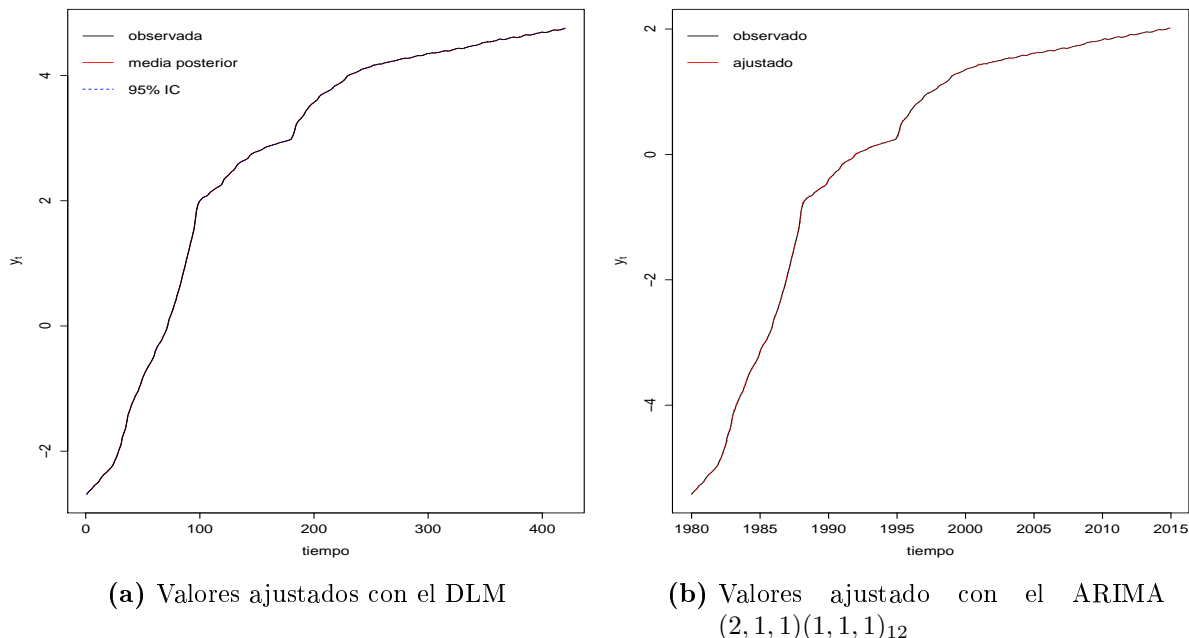 observada
media posterior
95% IC
4
2
0
-2
yₜ
0
100
200
300
400
tiempo
(a) Valores ajustados con el DLM
observado
ajustado
2
0
-2
-4
yₜ
1980
1985
1990
1995
2000
2005
2010
2015
tiempo
(b) Valores ajustado con el ARIMA
(2, 1, 1)(1, 1, 1)₁₂